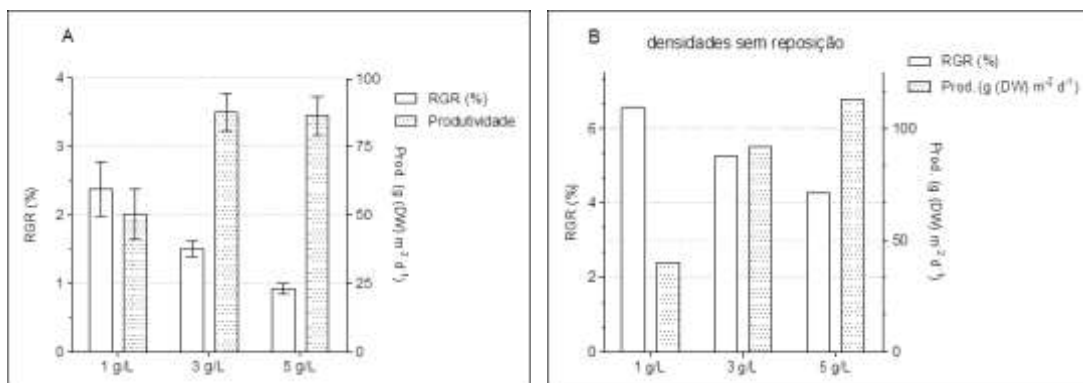 A
4
3
2
1
0
RGR (%)
1 g/L
3 g/L
5 g/L
100
75
50
25
0
Prod. (g (DW) m⁻² d⁻¹)
RGR (%)
Produtividade
B
densidades sem reposição
RGR (%)
Prod. (g (DW) m⁻² d⁻¹)
6
4
2
0
RGR (%)
1 g/L
3 g/L
5 g/L
100
50
0
Prod. (g (DW) m⁻² d⁻¹)